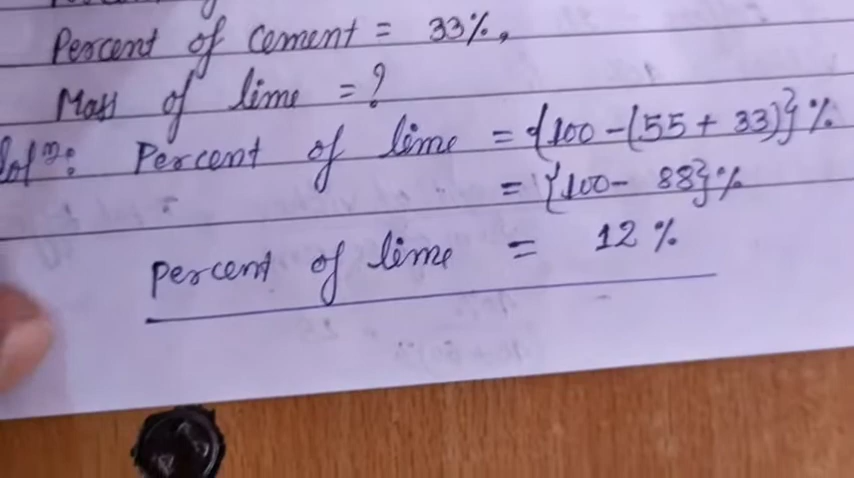 Percent of cement = 33%,
Mass of lime = ?
Percent of lime = {100 - (55 + 33)} %
= {100 - 88} %
Percent of lime = 12 %